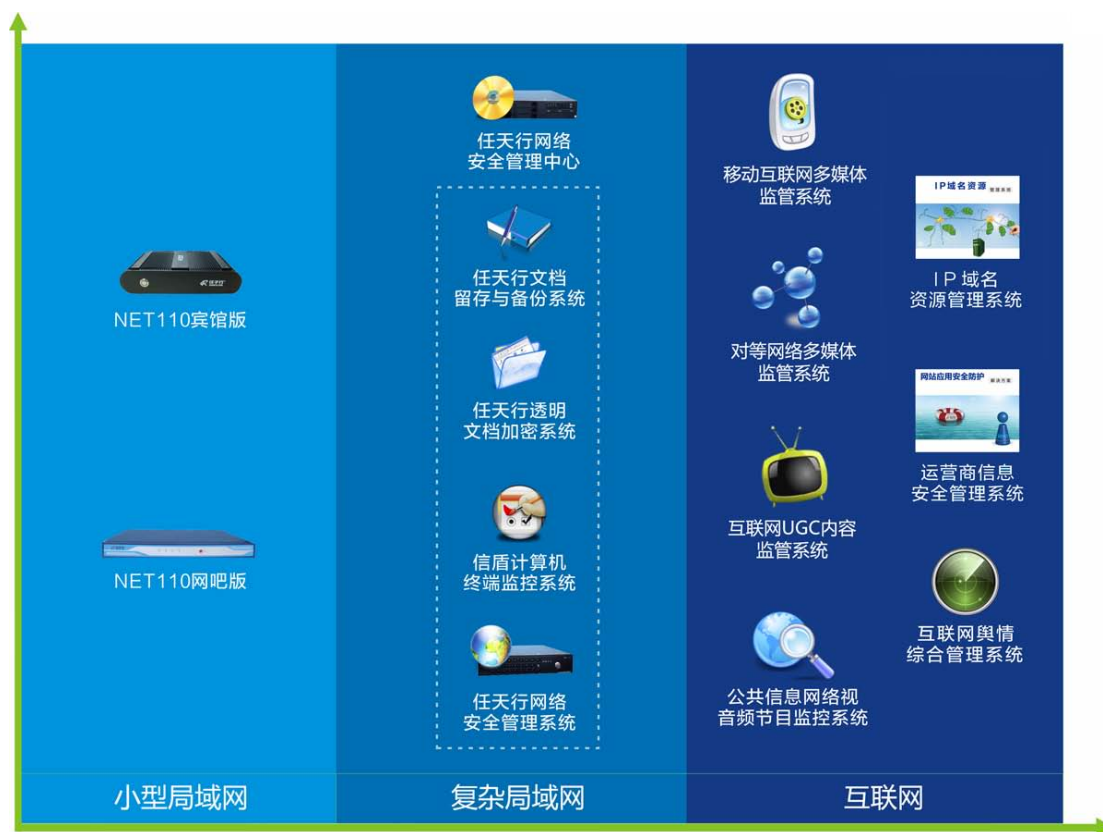 NET110宾馆版
NET110网吧版
小型局域网
任天行网络
安全管理中心
任天行文档
留存与备份系统
任天行透明
文档加密系统
信盾计算机
终端监控系统
任天行网络
安全管理系统
复杂局域网
移动互联网多媒体
监管系统
对等网络多媒体
监管系统
互联网UGC内容
监管系统
公共信息网络视
音频节目监控系统
IP域名资源 管理系统
IP域名
资源管理系统
网站应用安全防护 解决方案
运营商信息
安全管理系统
互联网舆情
综合管理系统
互联网